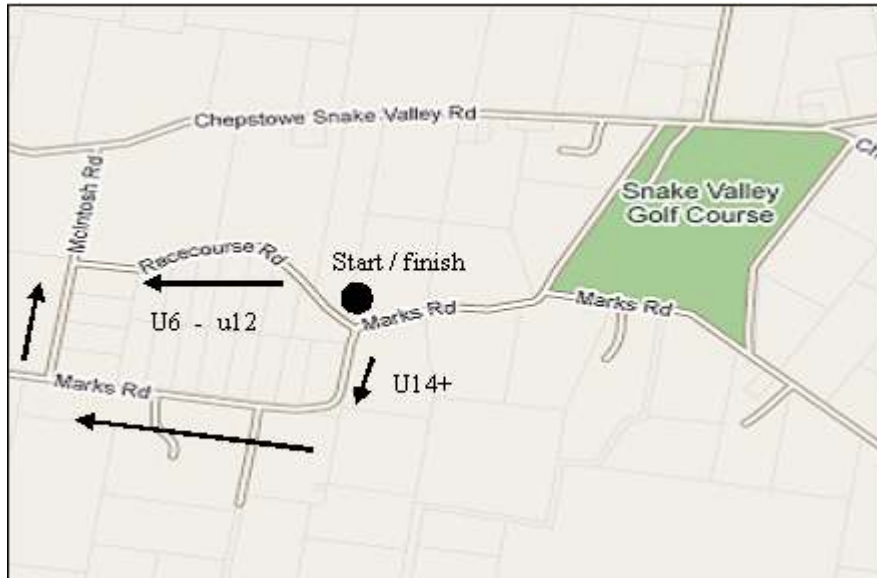 Chepstowe Snake Valley Rd
Ch
McIntosh Rd
Snake Valley
Golf Course
Racecourse Rd
Start / finish
U6 - u12
Marks Rd
Marks Rd
Marks Rd
U14+